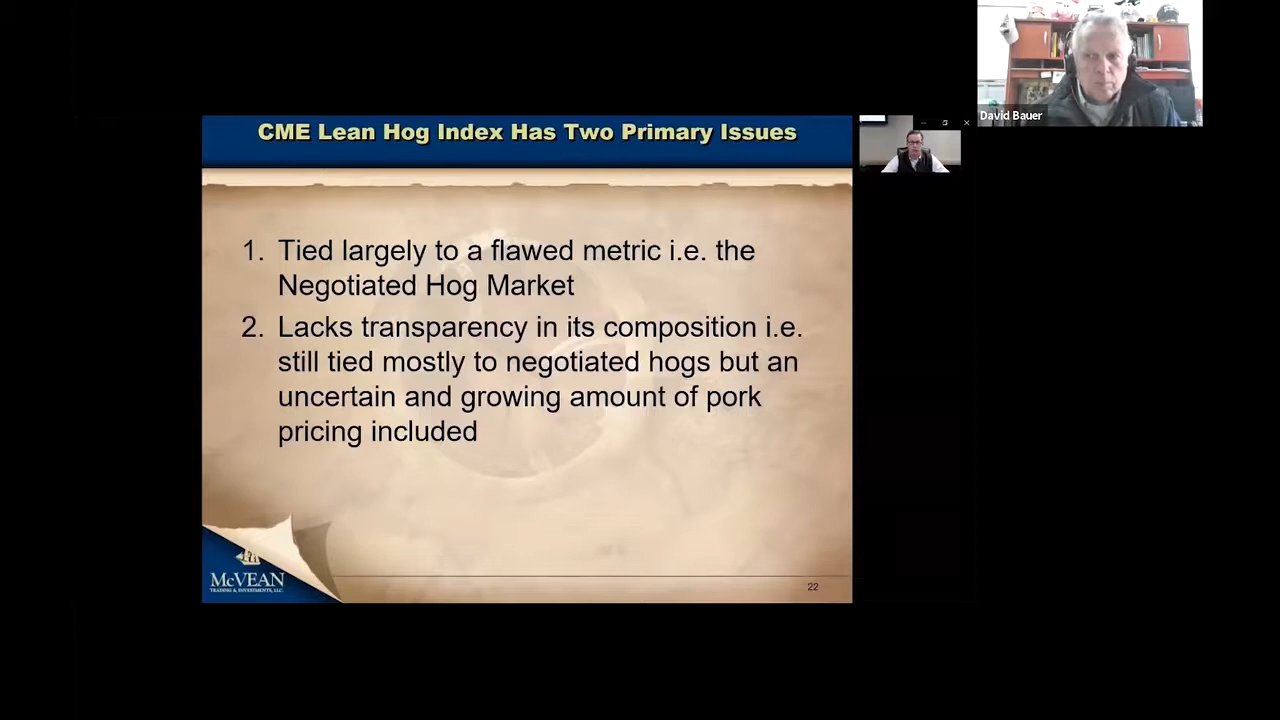 David Bauer
CME Lean Hog Index Has Two Primary Issues
1. Tied largely to a flawed metric i.e. the
Negotiated Hog Market
2. Lacks transparency in its composition i.e.
still tied mostly to negotiated hogs but an
uncertain and growing amount of pork
pricing included
McVEAN
TRADING & INVESTMENTS, LLC.
22